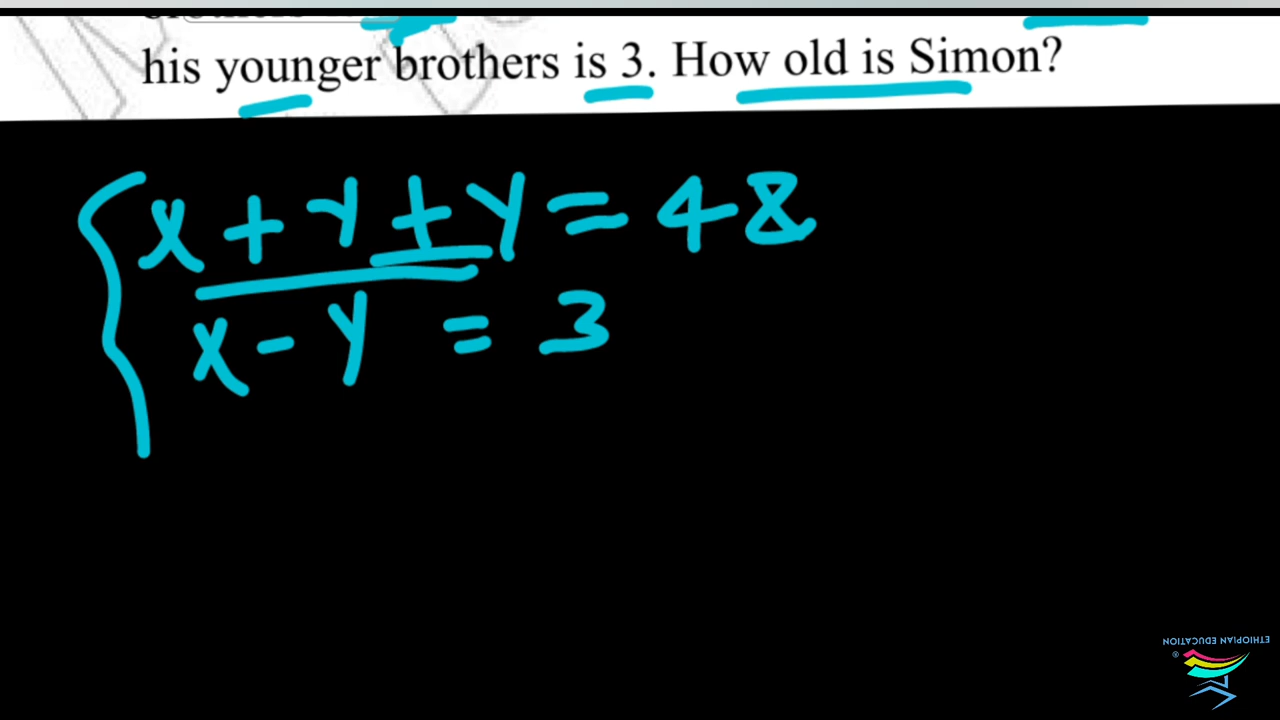 his younger brothers is 3. How old is Simon?
x + y + y = 48
x - y = 3
ETHIOPIAN EDUCATION
®